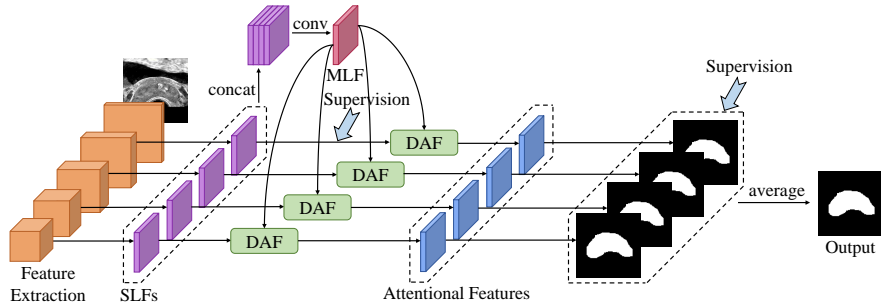 conv
MLF
concat
Supervision
Supervision
DAF
DAF
DAF
DAF
average
Feature
Extraction
SLFs
Attentional Features
Output